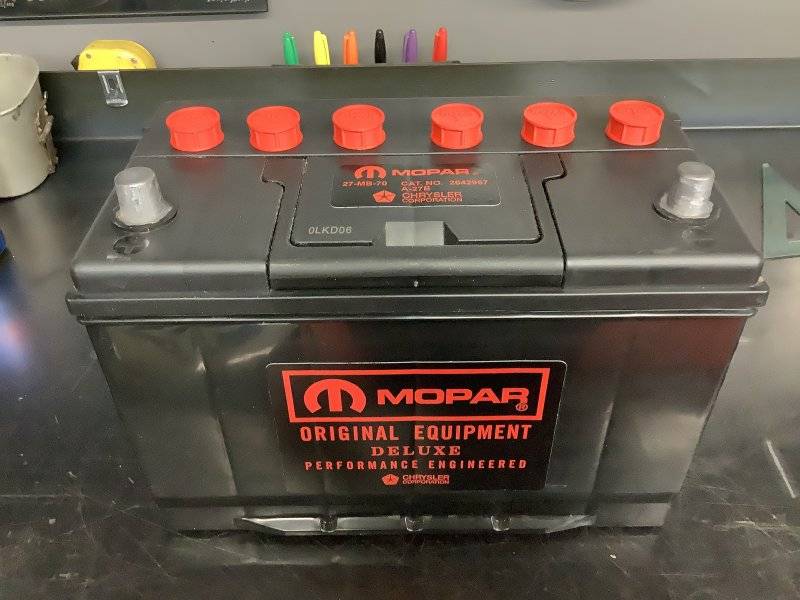 MOPAR
27-MB-70 CAT. NO. 2642967
A-27B
CHRYSLER
CORPORATION
0LKD06
MOPAR®
ORIGINAL EQUIPMENT
DELUXE
PERFORMANCE ENGINEERED
CHRYSLER
CORPORATION